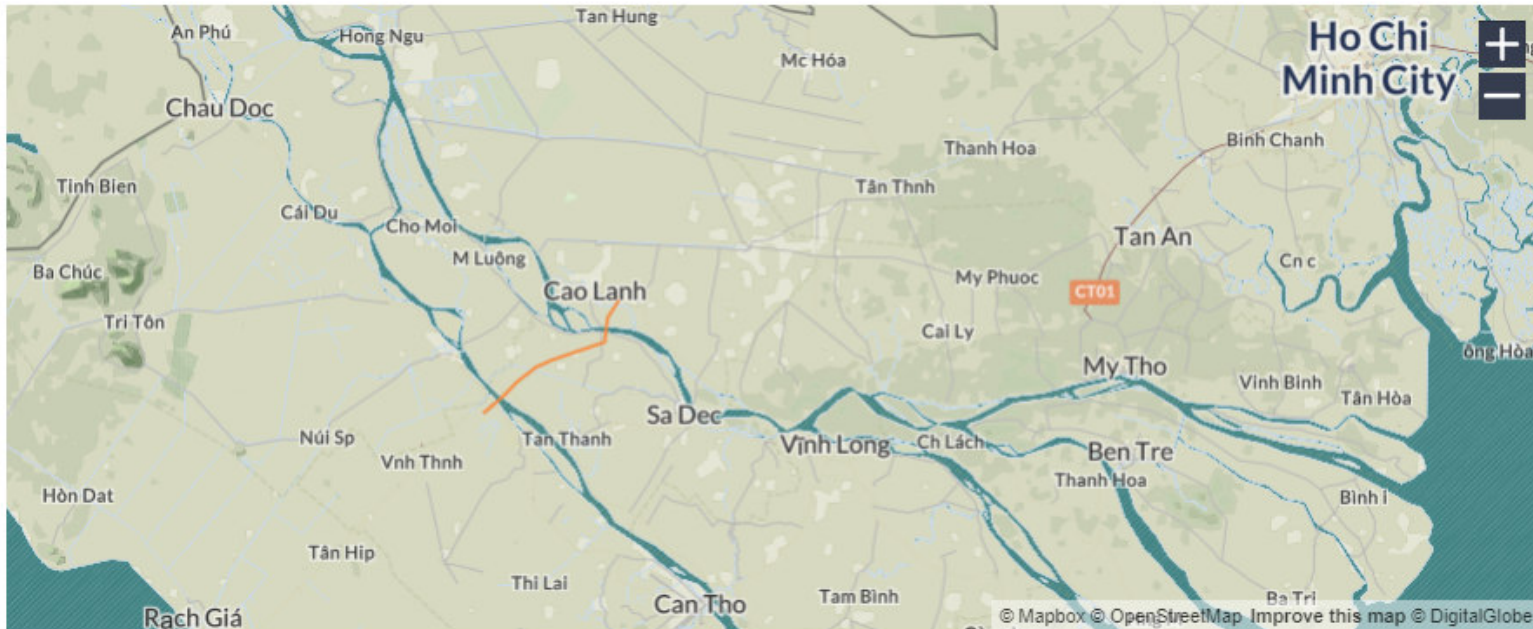 Tan Hung
An Phú
Hong Ngu
Ho Chi
Minh City
+
−
Mc Hóa
Chau Doc
Binh Chanh
Thanh Hoa
Tinh Bien
Tân Thnh
Cái Du
Cho Moi
Tan An
M Luông
Cn c
Ba Chúc
My Phuoc
Cao Lanh
CT01
Tri Tôn
Cai Ly
ông Hòa
My Tho
Vinh Binh
Tân Hòa
Sa Dec
Núi Sp
Tan Thanh
Vĩnh Long
Ch Lách
Ben Tre
Vnh Thnh
Thanh Hoa
Hòn Dat
Bình i
Tân Hip
Thi Lai
Can Tho
Tam Bình
Ba Tri
Rach Giá
© Mapbox © OpenStreetMap Improve this map © DigitalGlobe